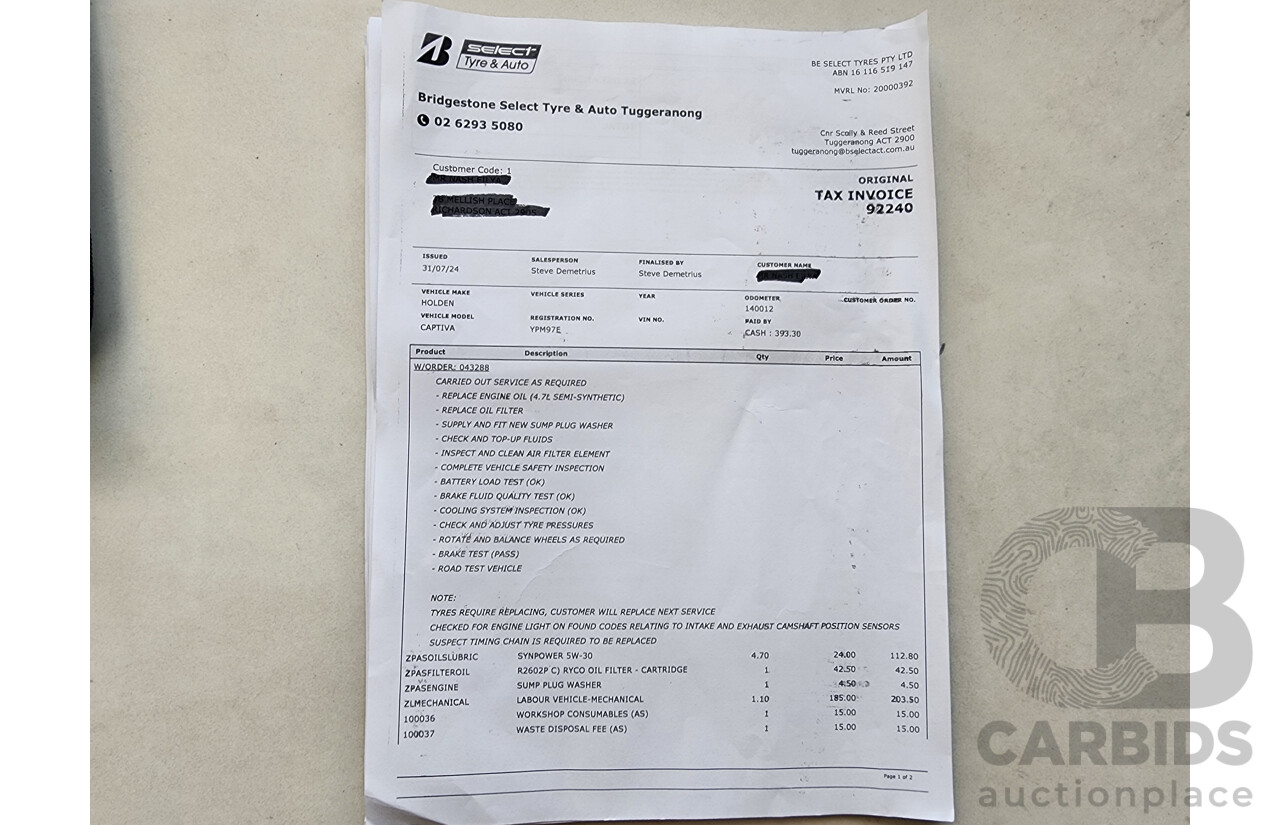 SELECT
Tyre & Auto
BE SELECT TYRES PTY LTD
ABN 16 116 519 147
MVRL No: 20000392
Bridgestone Select Tyre & Auto Tuggeranong
02 6293 5080
Cnr Scolly & Reed Street
Tuggeranong ACT 2900
tuggeranong@bselectact.com.au
Customer Code: 1
ORIGINAL
TAX INVOICE
92240
MELLISH PLACE
RICHARDSON ACT 2905
ISSUED SALESPERSON FINALISED BY CUSTOMER NAME
31/07/24 Steve Demetrius Steve Demetrius
VEHICLE MAKE VEHICLE SERIES YEAR ODOMETER CUSTOMER ORDER NO.
HOLDEN 140012
VEHICLE MODEL REGISTRATION NO. VIN NO. PAID BY
CAPTIVA YPM97E CASH : 393.30
Product Description Qty Price Amount
W/ORDER: 043288
CARRIED OUT SERVICE AS REQUIRED
- REPLACE ENGINE OIL (4.7L SEMI-SYNTHETIC)
- REPLACE OIL FILTER
- SUPPLY AND FIT NEW SUMP PLUG WASHER
- CHECK AND TOP-UP FLUIDS
- INSPECT AND CLEAN AIR FILTER ELEMENT
- COMPLETE VEHICLE SAFETY INSPECTION
- BATTERY LOAD TEST (OK)
- BRAKE FLUID QUALITY TEST (OK)
- COOLING SYSTEM INSPECTION (OK)
- CHECK AND ADJUST TYRE PRESSURES
- ROTATE AND BALANCE WHEELS AS REQUIRED
- BRAKE TEST (PASS)
- ROAD TEST VEHICLE
NOTE:
TYRES REQUIRE REPLACING, CUSTOMER WILL REPLACE NEXT SERVICE
CHECKED FOR ENGINE LIGHT ON FOUND CODES RELATING TO INTAKE AND EXHAUST CAMSHAFT POSITION SENSORS
SUSPECT TIMING CHAIN IS REQUIRED TO BE REPLACED
ZPASOILSLUBRIC SYNPOWER 5W-30 4.70 24.00 112.80
ZPASFILTEROIL R2602P C) RYCO OIL FILTER - CARTRIDGE 1 42.50 42.50
ZPASENGINE SUMP PLUG WASHER 1 4.50 4.50
ZLMECHANICAL LABOUR VEHICLE-MECHANICAL 1.10 185.00 203.50
100036 WORKSHOP CONSUMABLES (AS) 1 15.00 15.00
100037 WASTE DISPOSAL FEE (AS) 1 15.00 15.00
Page 1 of 2
CARBIDS
auctionplace